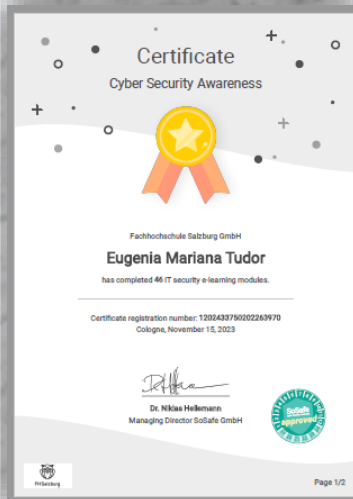 Certificate
Cyber Security Awareness
Fachhochschule Salzburg GmbH
Eugenia Mariana Tudor
has completed 46 IT security e-learning modules.
Certificate registration number: 1202433750202263970
Cologne, November 15, 2023
Dr. Niklas Hellemann
Managing Director SoSafe GmbH
SoSafe
approved
FH Salzburg
Page 1/2